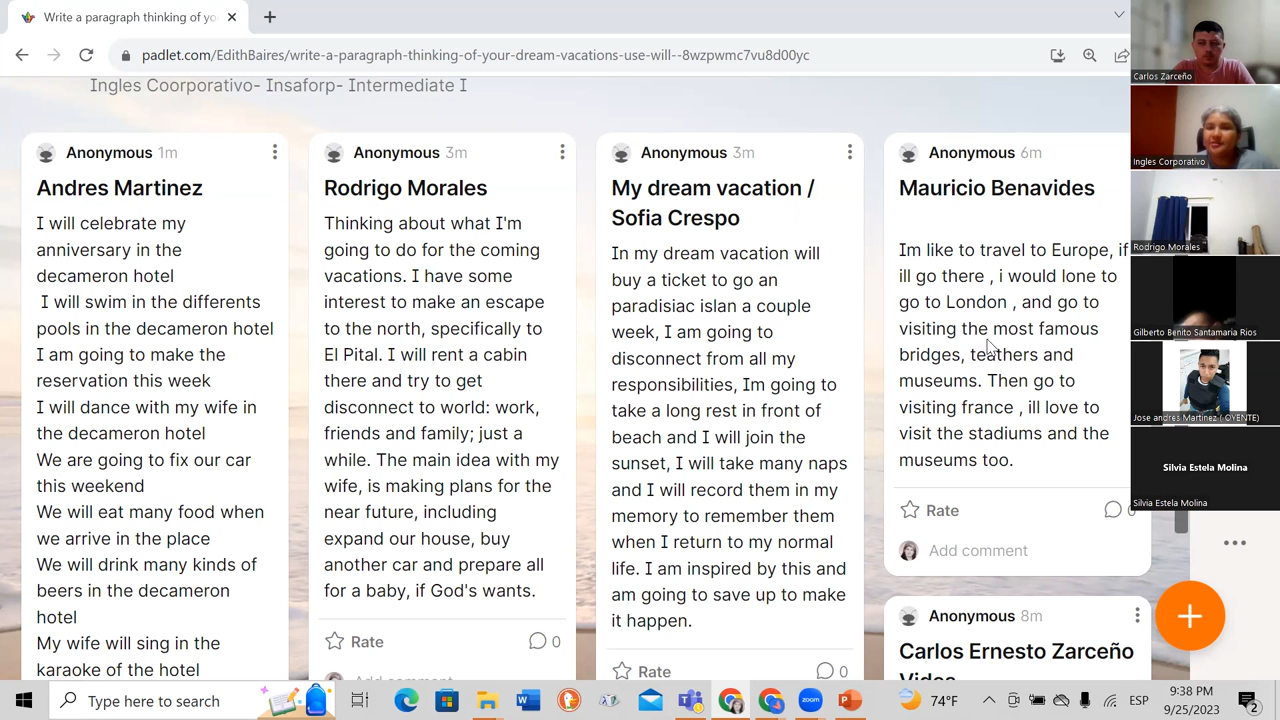 Write a paragraph thinking of yo
padlet.com/EdithBaires/write-a-paragraph-thinking-of-your-dream-vacations-use-will--8wzpwmc7vu8d00yc
Ingles Coorporativo- Insaforp- Intermediate I
Anonymous 1m
Andres Martinez
I will celebrate my
anniversary in the
decameron hotel
I will swim in the differents
pools in the decameron hotel
I am going to make the
reservation this week
I will dance with my wife in
the decameron hotel
We are going to fix our car
this weekend
We will eat many food when
we arrive in the place
We will drink many kinds of
beers in the decameron
hotel
My wife will sing in the
karaoke of the hotel
Anonymous 3m
Rodrigo Morales
Thinking about what I'm
going to do for the coming
vacations. I have some
interest to make an escape
to the north, specifically to
El Pital. I will rent a cabin
there and try to get
disconnect to world work,
friends and family; just a
while. The main idea with my
wife, is making plans for the
near future, including
expand our house, buy
another car and prepare all
for a baby, if God's wants.
Rate
0
Add comment
Anonymous 3m
My dream vacation /
Sofia Crespo
In my dream vacation will
buy a ticket to go an
paradisiac islan a couple
week, I am going to
disconnect from all my
responsibilities, Im going to
take a long rest in front of
beach and I will join the
sunset, I will take many naps
and I will record them in my
memory to remember them
when I return to my normal
life. I am inspired by this and
am going to save up to make
it happen.
Rate
0
Anonymous 6m
Mauricio Benavides
Im like to travel to Europe, if
ill go there , i would lone to
go to London , and go to
visiting the most famous
bridges, teathers and
museums. Then go to
visiting france , ill love to
visit the stadiums and the
museums too.
Rate
0
Add comment
Anonymous 8m
Carlos Ernesto Zarceño
Carlos Zarceño
Ingles Corporativo
Rodrigo Morales
Gilberto Benito Santamaria Rios
Jose andres Martinez ( OYENTE)
Silvia Estela Molina
Silvia Estela Molina
Type here to search
zoom
74°F
ESP
9:38 PM
9/25/2023
2